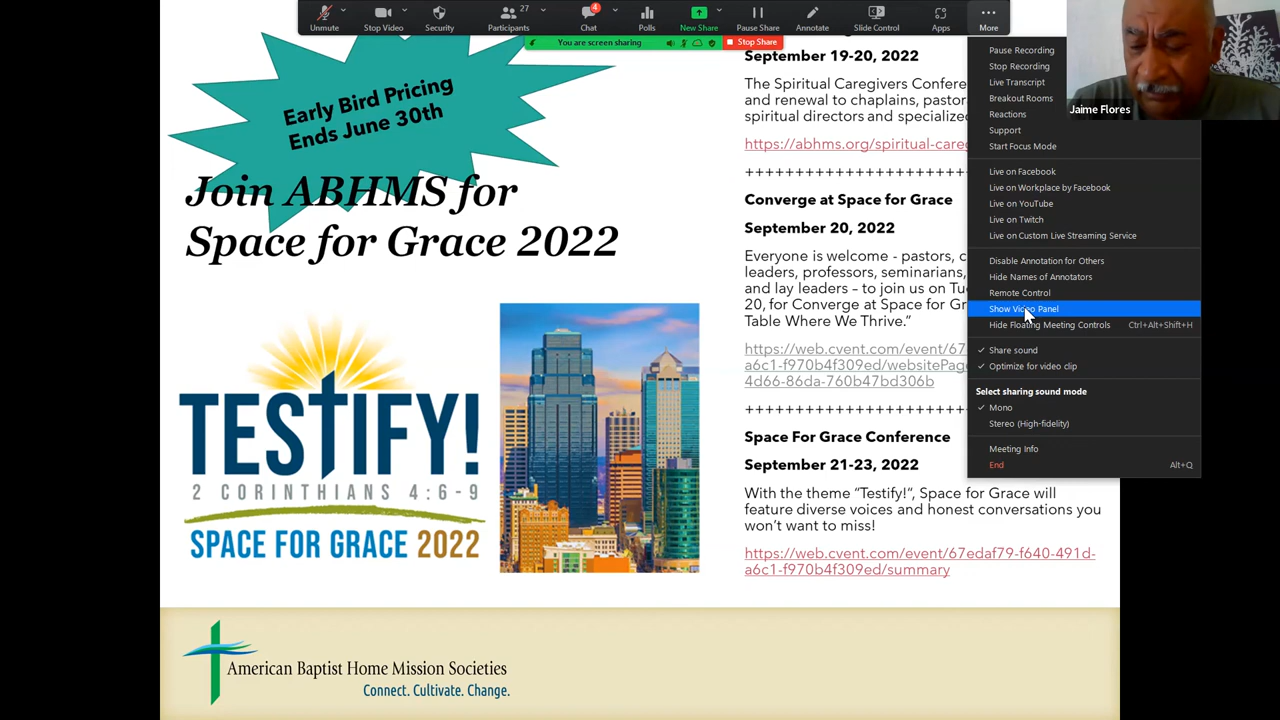 Unmute
Stop Video
Security
Participants
27
Chat
4
Polls
New Share
Pause Share
Annotate
Slide Control
Apps
More
You are screen sharing
Stop Share
Jaime Flores
Pause Recording
Stop Recording
Live Transcript
Breakout Rooms
Reactions
Support
Start Focus Mode
Live on Facebook
Live on Workplace by Facebook
Live on YouTube
Live on Twitch
Live on Custom Live Streaming Service
Disable Annotation for Others
Hide Names of Annotators
Remote Control
Show Video Panel
Hide Floating Meeting Controls Ctrl+Alt+Shift+H
Share sound
Optimize for video clip
Select sharing sound mode
Mono
Stereo (High-fidelity)
Meeting Info
End Alt+Q
Early Bird Pricing
Ends June 30th
Join ABHMS for
Space for Grace 2022
TESTIFY!
2 CORINTHIANS 4:6-9
SPACE FOR GRACE 2022
September 19-20, 2022
The Spiritual Caregivers
and renewal to chaplains,
spiritual directors and specialized
https://abhms.org/spiritual-care
++++++++++++++++++++++
Converge at Space for Grace
September 20, 2022
Everyone is welcome - pastors,
leaders, professors, seminarians,
and lay leaders – to join us on
20, for Converge at Space for
Table Where We Thrive.”
https://web.cvent.com/event/67
a6c1-f970b4f309ed/websitePag
4d66-86da-760b47bd306b
++++++++++++++++++++++
Space For Grace Conference
September 21-23, 2022
With the theme “Testify!“, Space for Grace will
feature diverse voices and honest conversations you
won’t want to miss!
https://web.cvent.com/event/67edaf79-f640-491d-
a6c1-f970b4f309ed/summary
American Baptist Home Mission Societies
Connect. Cultivate. Change.